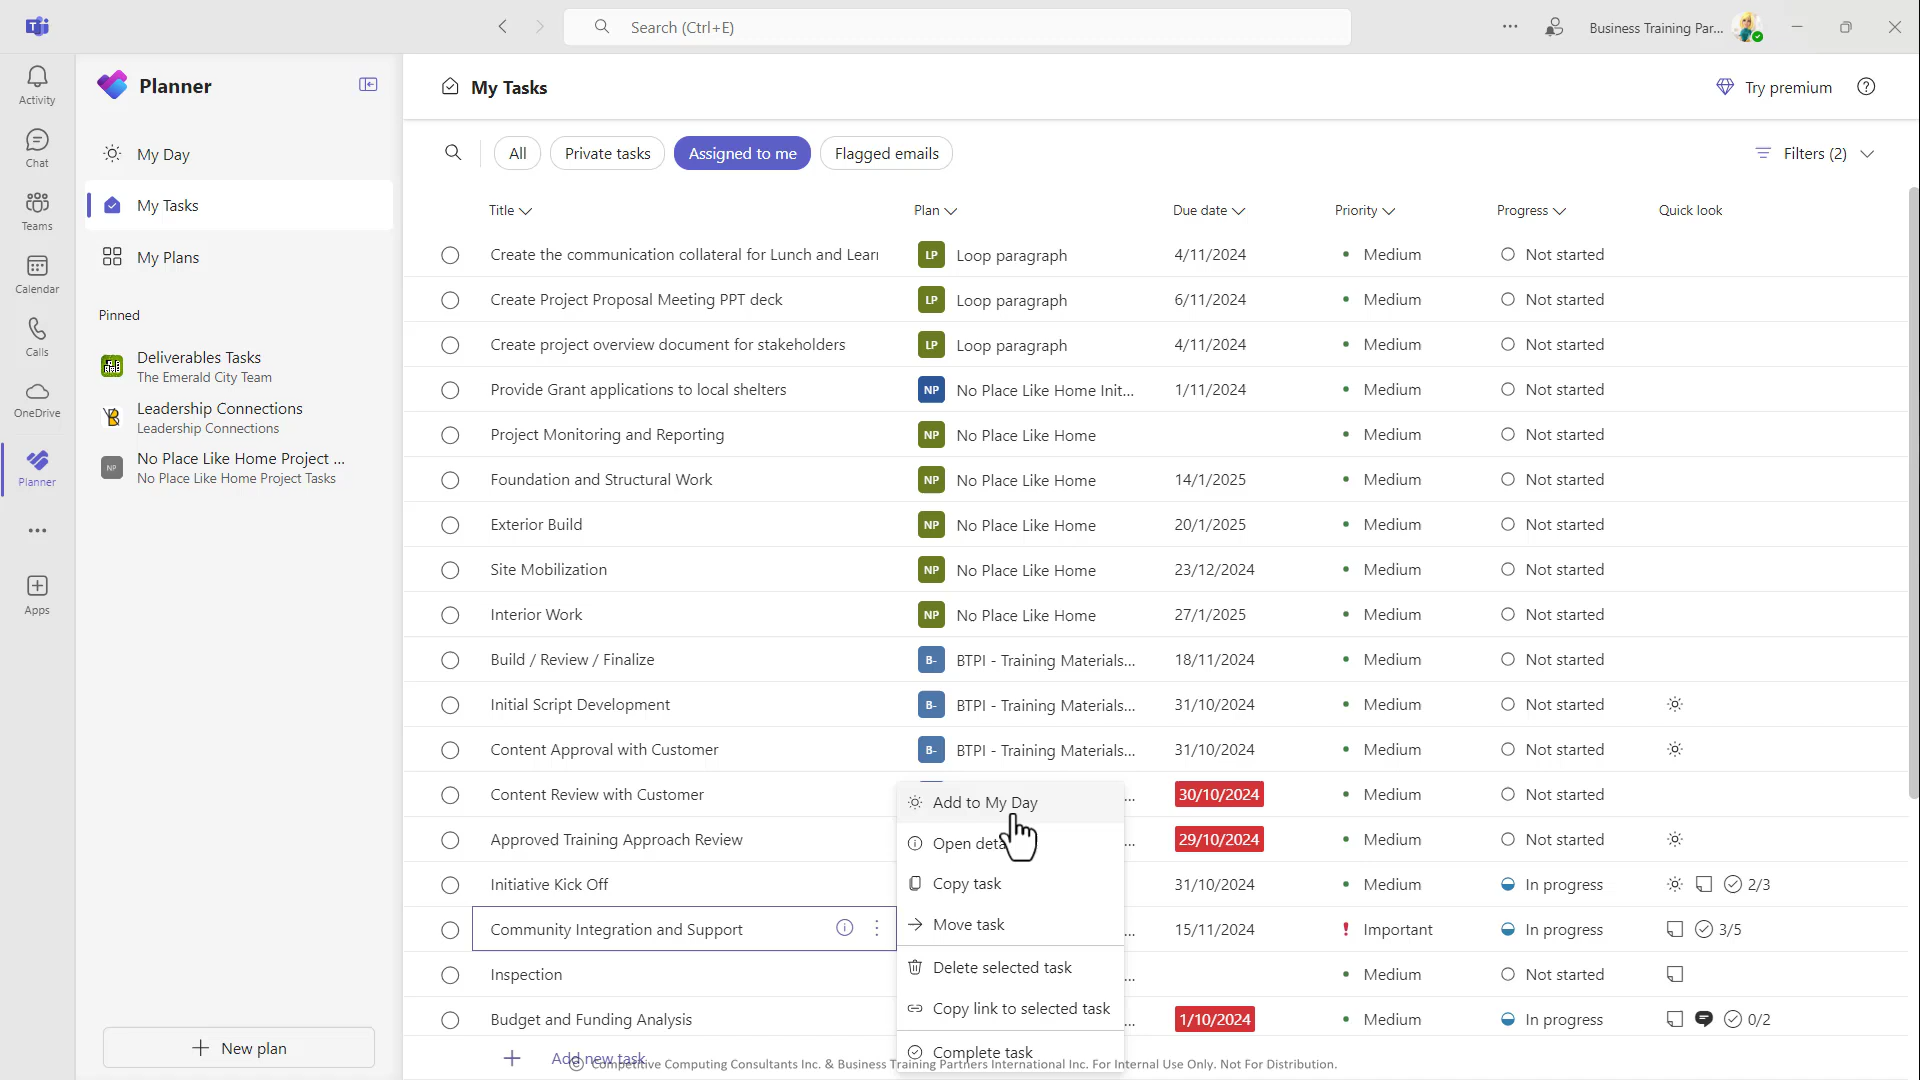 Search (Ctrl+E)
Business Training Par...
Activity
Chat
Teams
Calendar
Calls
OneDrive
Planner
Apps
Planner
My Day
My Tasks
My Plans
Pinned
Deliverables Tasks
The Emerald City Team
Leadership Connections
Leadership Connections
NP
No Place Like Home Project ...
No Place Like Home Project Tasks
New plan
My Tasks
Try premium
All Private tasks Assigned to me Flagged emails
Filters (2)
Title Plan Due date Priority Progress Quick look
Create the communication collateral for Lunch and Learn LP Loop paragraph 4/11/2024 Medium Not started
Create Project Proposal Meeting PPT deck LP Loop paragraph 6/11/2024 Medium Not started
Create project overview document for stakeholders LP Loop paragraph 4/11/2024 Medium Not started
Provide Grant applications to local shelters NP No Place Like Home Init... 1/11/2024 Medium Not started
Project Monitoring and Reporting NP No Place Like Home Medium Not started
Foundation and Structural Work NP No Place Like Home 14/1/2025 Medium Not started
Exterior Build NP No Place Like Home 20/1/2025 Medium Not started
Site Mobilization NP No Place Like Home 23/12/2024 Medium Not started
Interior Work NP No Place Like Home 27/1/2025 Medium Not started
Build / Review / Finalize B- BTPI - Training Materials... 18/11/2024 Medium Not started
Initial Script Development B- BTPI - Training Materials... 31/10/2024 Medium Not started
Content Approval with Customer B- BTPI - Training Materials... 31/10/2024 Medium Not started
Content Review with Customer ... 30/10/2024 Medium Not started
Approved Training Approach Review ... 29/10/2024 Medium Not started
Initiative Kick Off 31/10/2024 Medium In progress 2/3
Community Integration and Support ... 15/11/2024 Important In progress 3/5
Inspection ... Medium Not started
Budget and Funding Analysis ... 1/10/2024 Medium In progress 0/2
Add new task
Add to My Day
Open deta
Copy task
Move task
Delete selected task
Copy link to selected task
Complete task
© Competitive Computing Consultants Inc. & Business Training Partners International Inc. For Internal Use Only. Not For Distribution.